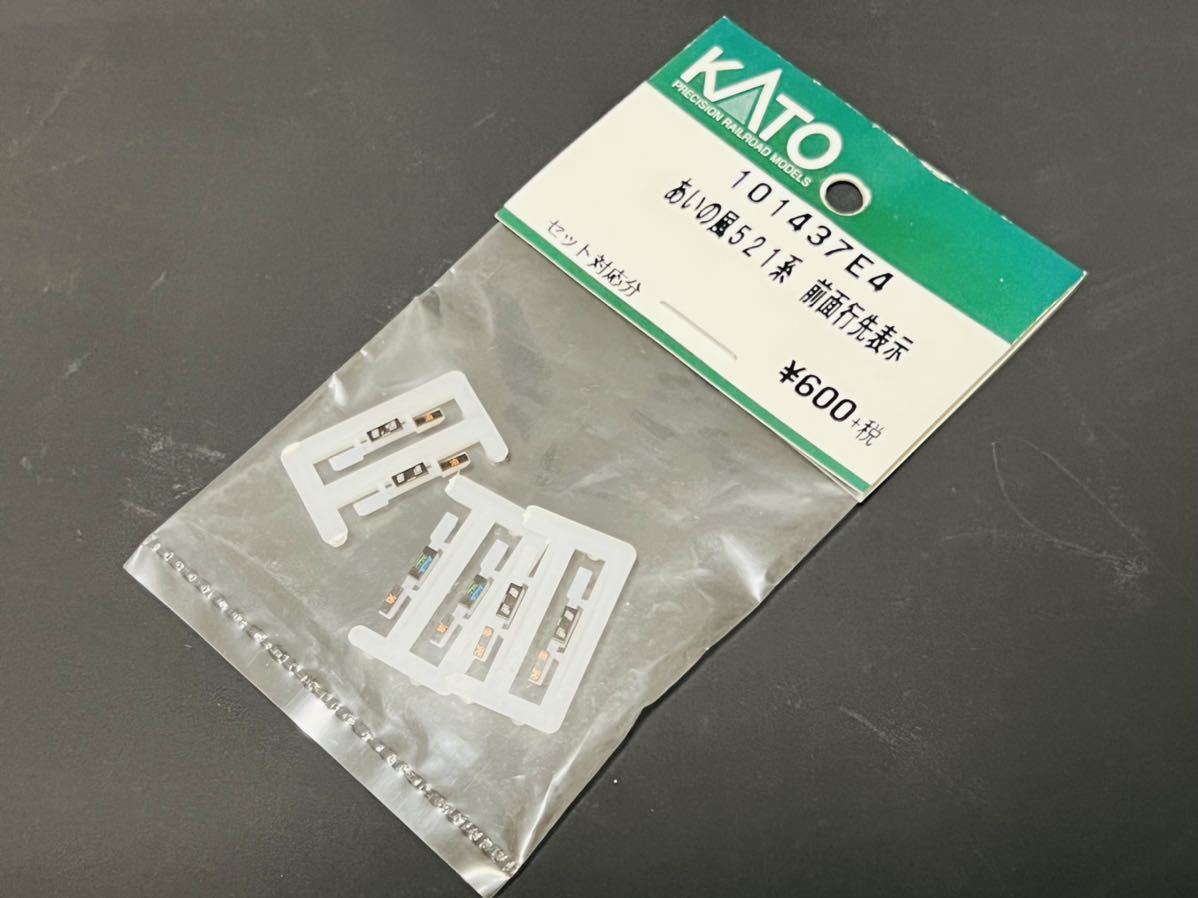 KATO
PRECISION RAILROAD MODELS
101437E4
あいの風521系 前面行先表示
セット対応分
¥600+税